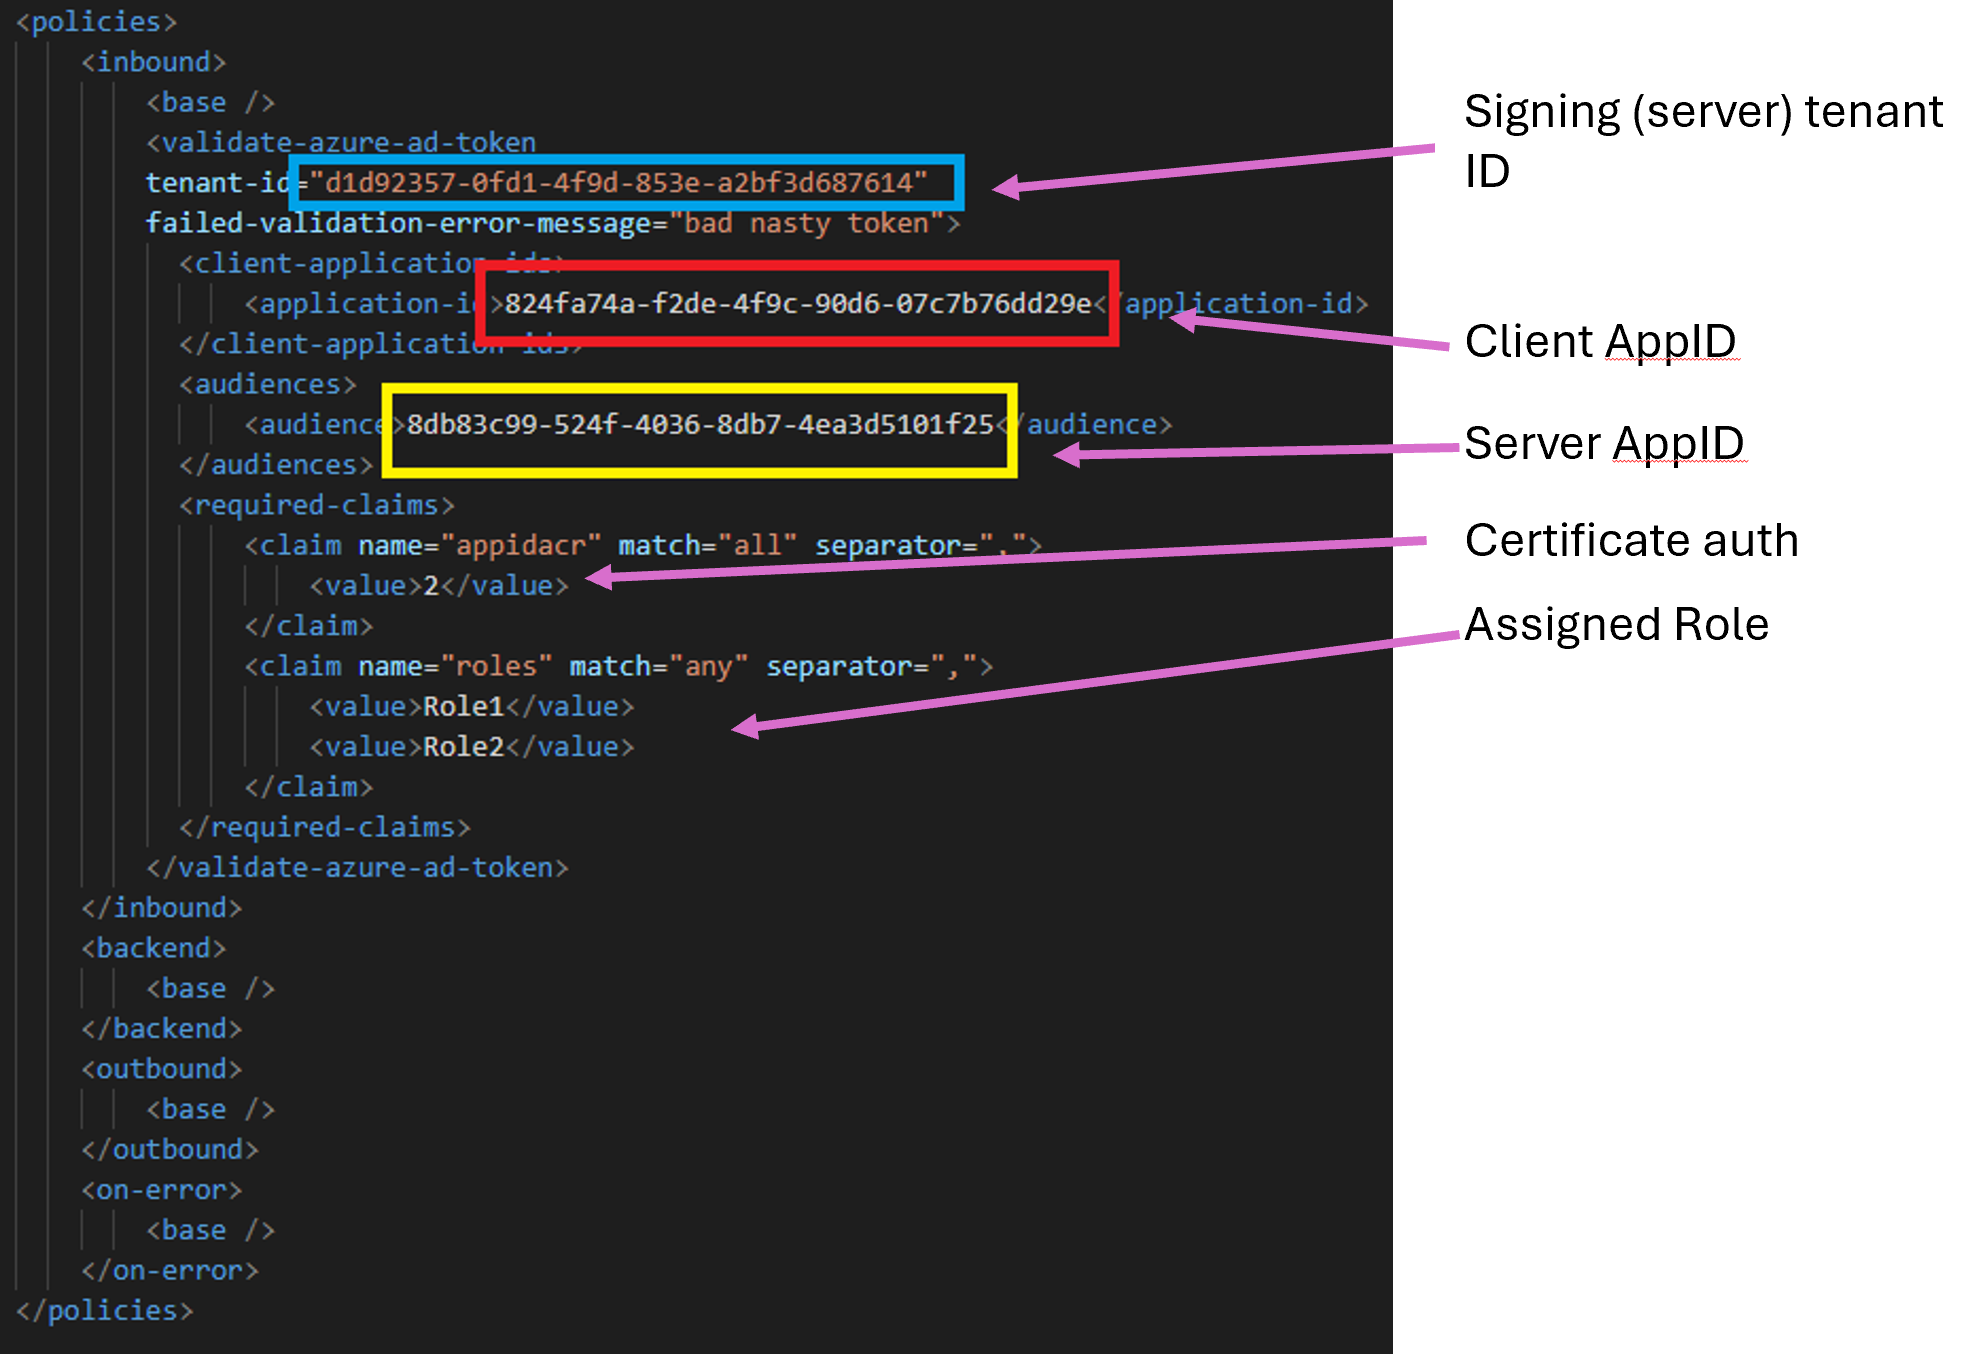 <policies>
<inbound>
<base />
<validate-azure-ad-token
tenant-id="d1d92357-0fd1-4f9d-853e-a2bf3d687614"
failed-validation-error-message="bad nasty token">
<client-application-ids>
<application-id>824fa74a-f2de-4f9c-90d6-07c7b76dd29e</application-id>
</client-application-ids>
<audiences>
<audience>8db83c99-524f-4036-8db7-4ea3d5101f25</audience>
</audiences>
<required-claims>
<claim name="appidacr" match="all" separator=",">
<value>2</value>
</claim>
<claim name="roles" match="any" separator=",">
<value>Role1</value>
<value>Role2</value>
</claim>
</required-claims>
</validate-azure-ad-token>
</inbound>
<backend>
<base />
</backend>
<outbound>
<base />
</outbound>
<on-error>
<base />
</on-error>
</policies>
Signing (server) tenant
ID
Client AppID
Server AppID
Certificate auth
Assigned Role